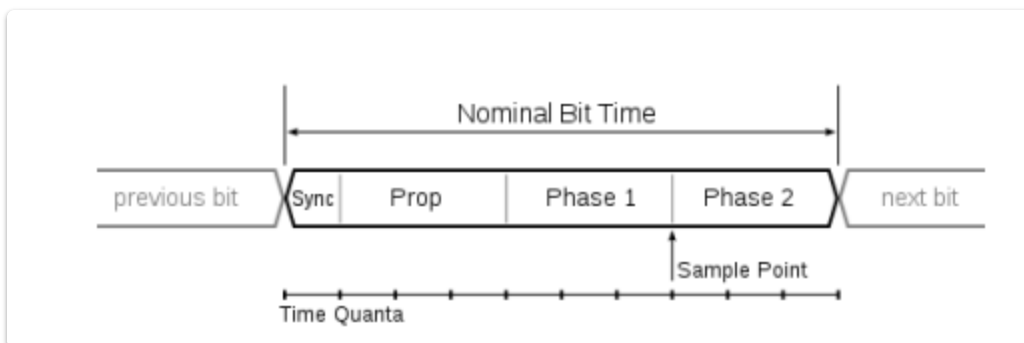 Nominal Bit Time
previous bit
Sync
Prop
Phase 1
Phase 2
next bit
Sample Point
Time Quanta